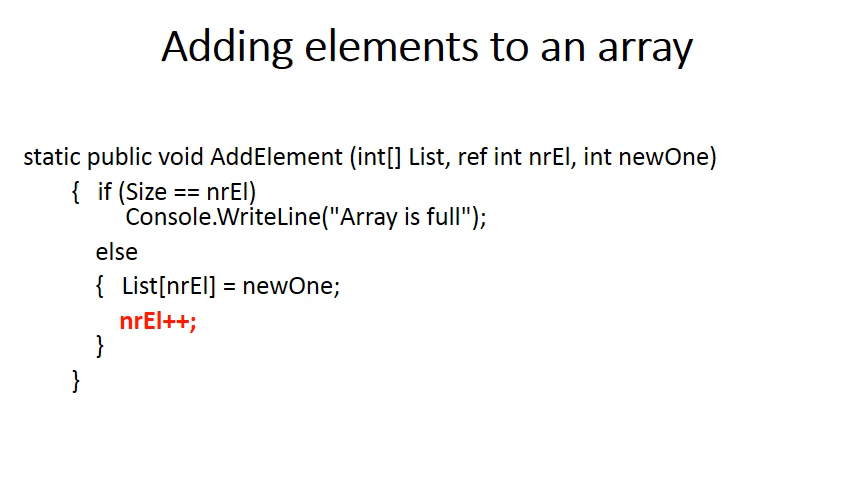 Adding elements to an array
static public void AddElement (int[] List, ref int nrEl, int newOne)
{ if (Size == nrEl)
Console.WriteLine("Array is full");
else
{ List[nrEl] = newOne;
nrEl++;
}
}